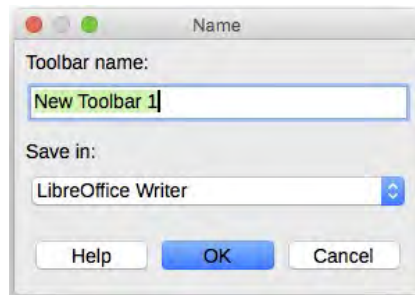 Name
Toolbar name:
New Toolbar 1
Save in:
LibreOffice Writer
Help OK Cancel